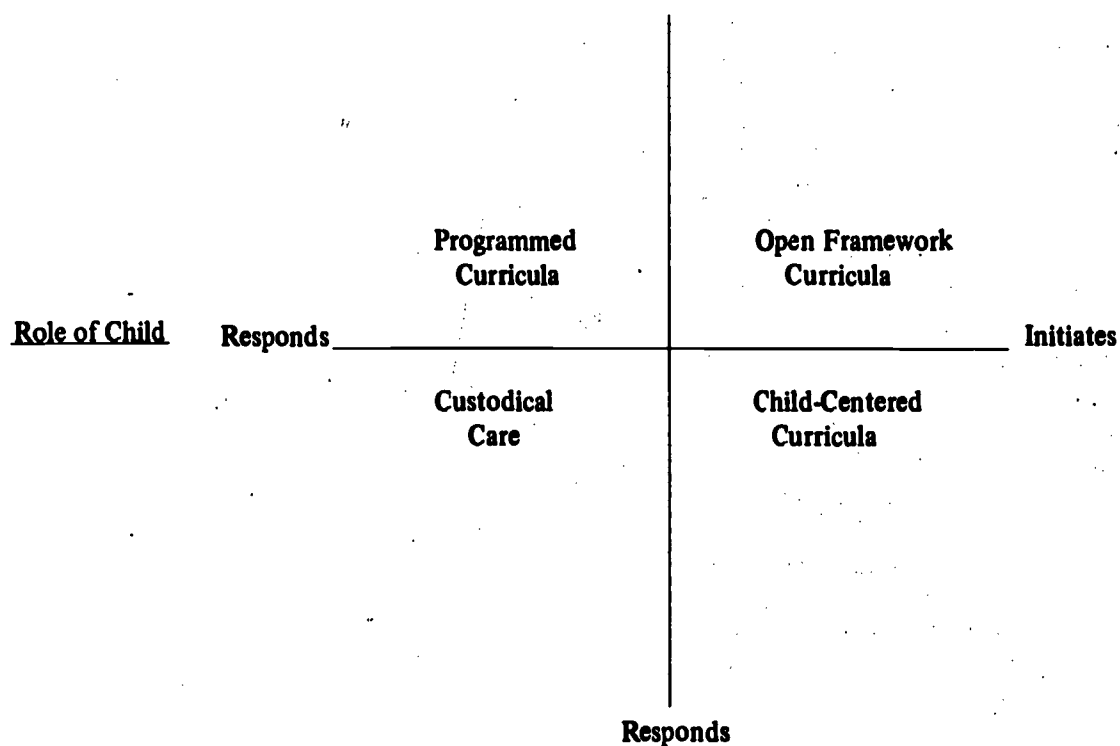 Programmed
Curricula
Open Framework
Curricula
Role of Child
Responds
Initiates
Custodical
Care
Child-Centered
Curricula
Responds